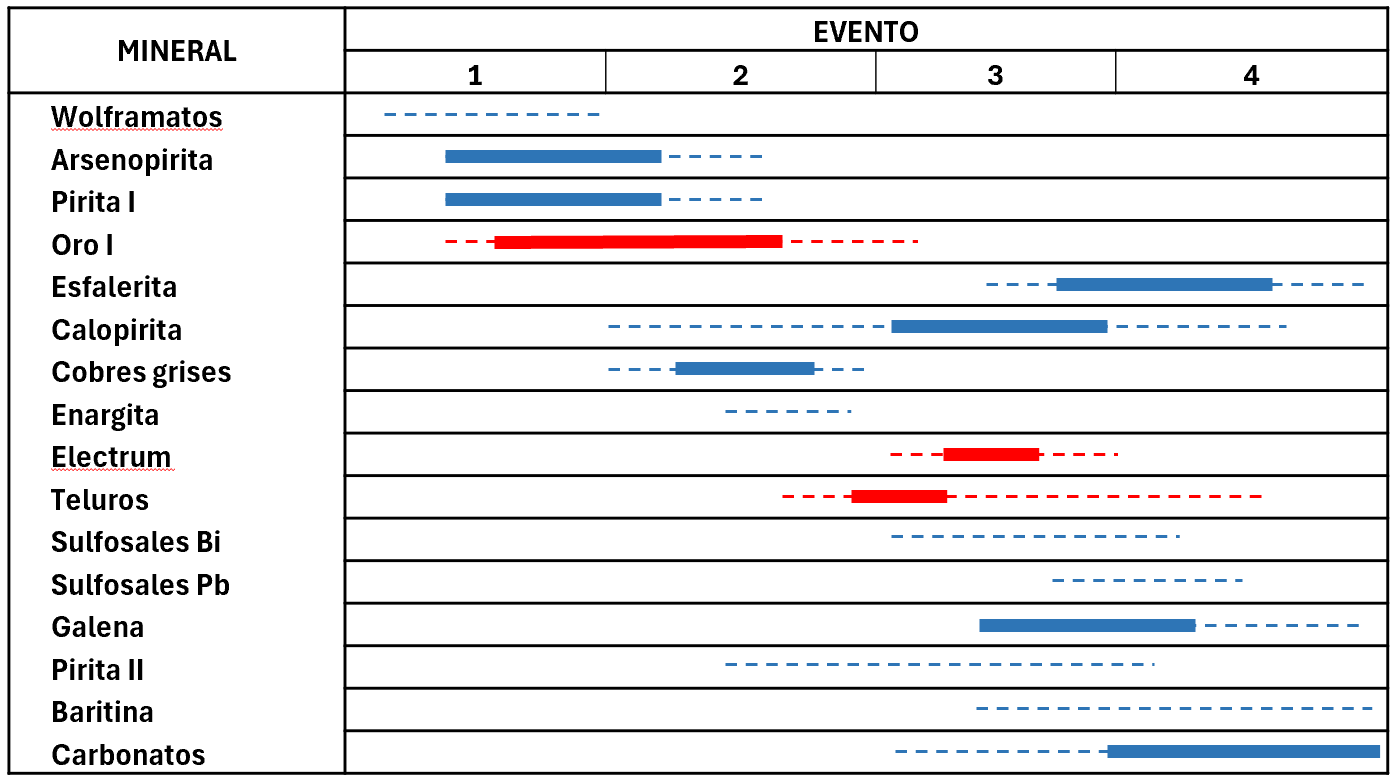 MINERAL
EVENTO
1 2 3 4
Wolframatos
Arsenopirita
Pirita I
Oro I
Esfalerita
Calopirita
Cobres grises
Enargita
Electrum
Teluros
Sulfosales Bi
Sulfosales Pb
Galena
Pirita II
Baritina
Carbonatos